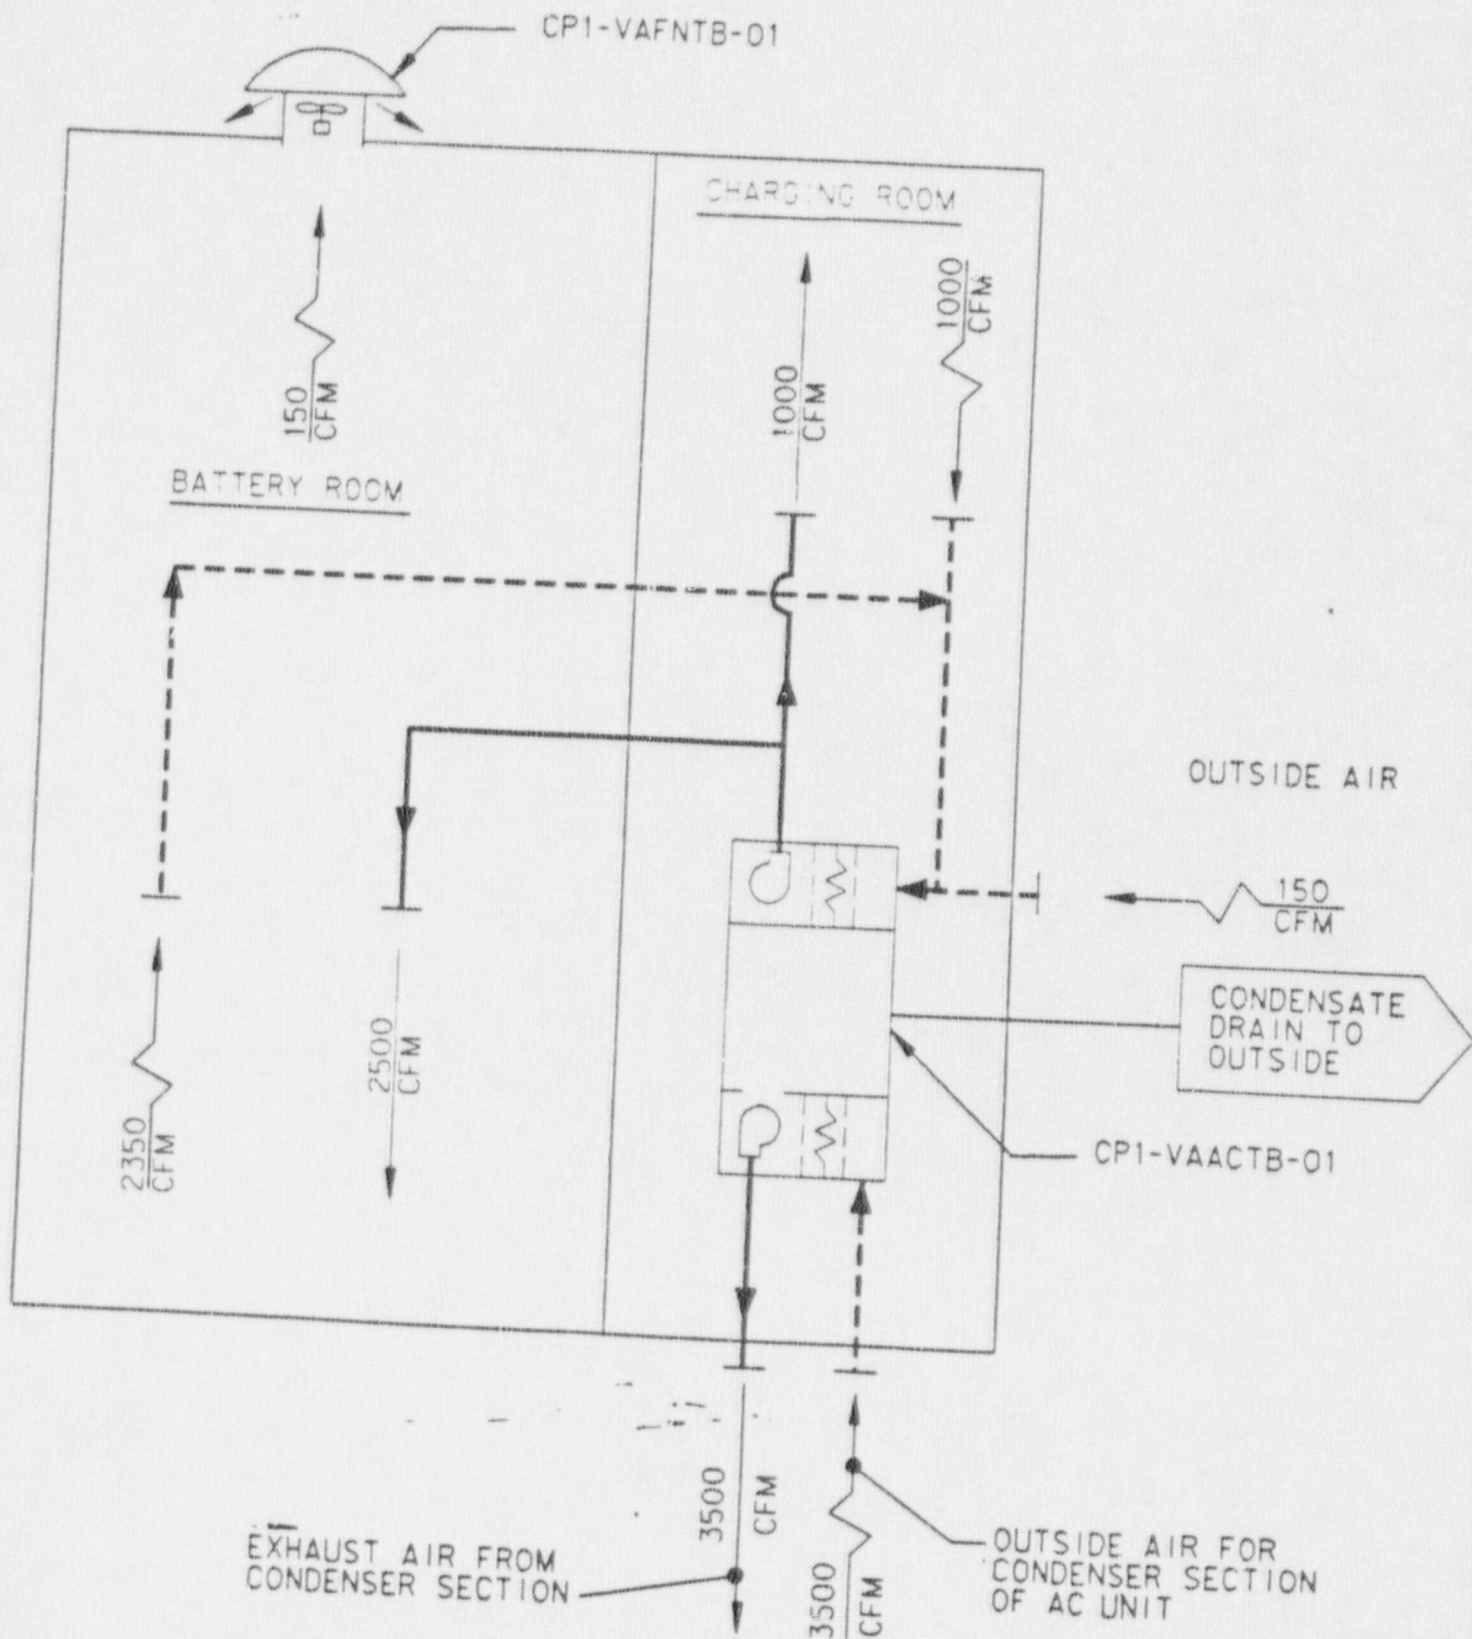 CP1-VAFNTB-01
CHARGING ROOM
1000
CFM
150
CFM
1000
CFM
BATTERY ROOM
OUTSIDE AIR
150
CFM
2500
CFM
CONDENSATE
DRAIN TO
OUTSIDE
2350
CFM
CP1-VAACTB-01
3500
CFM
EXHAUST AIR FROM
CONDENSER SECTION
3500
CFM
OUTSIDE AIR FOR
CONDENSER SECTION
OF AC UNIT